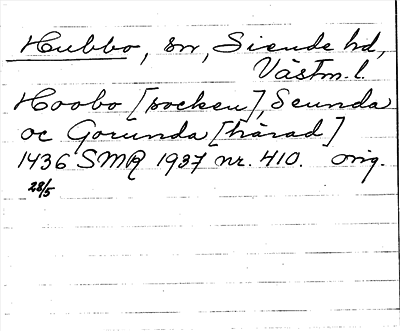 Hubbo, sn, Siende hd,
Västm. l.
Hoobo [socken], Seunda
oc Gorunda [härad]
1436 SMR 1937 nr. 410. orig.
28/5